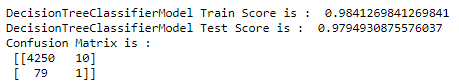 DecisionTreeClassifierModel Train Score is :  0.9841269841269841
DecisionTreeClassifierModel Test Score is :  0.9794930875576037
Confusion Matrix is :
 [[4250   10]
 [  79    1]]